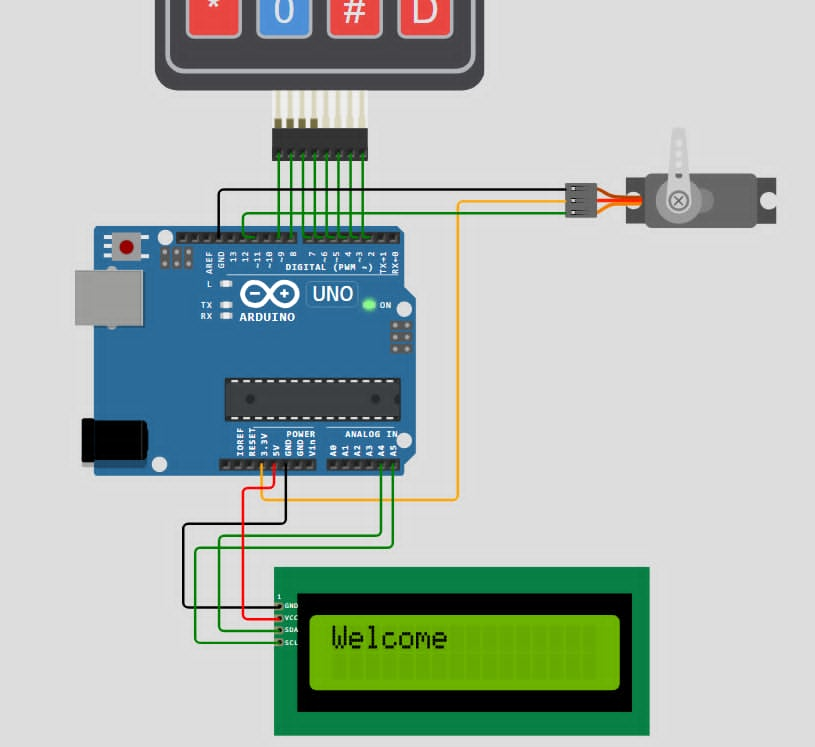 * 0 # D
AREF GND 13 12 ~11 ~10 ~9 8 7 ~6 ~5 4 ~3 2 TX→1 RX←0
DIGITAL (PWM ~)
L
UNO
TX
ON
RX
ARDUINO
POWER
ANALOG IN
IOREF RESET 3.3V 5V GND GND Vin A0 A1 A2 A3 A4 A5
1
GND
VCC
SDA
SCL
Welcome